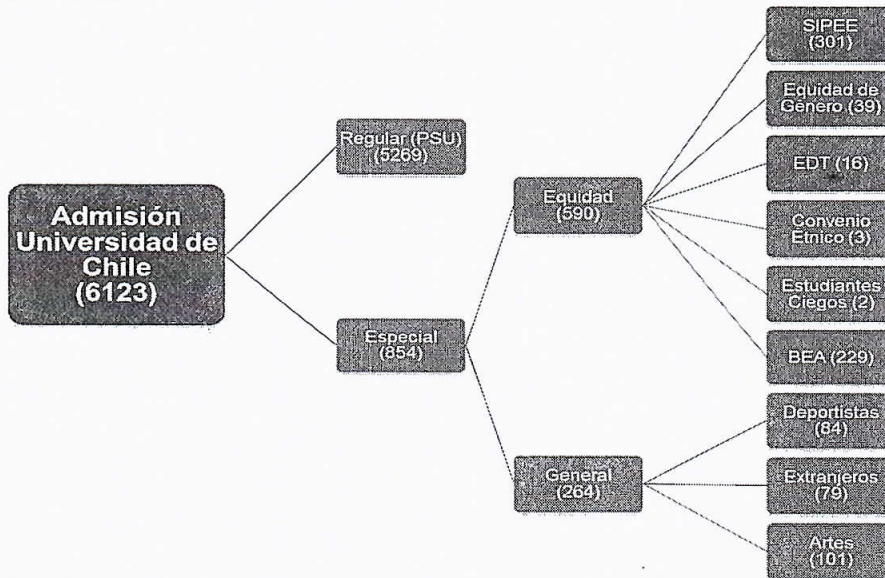 Admisión
Universidad de
Chile
(6123)
Regular (PSU)
(5269)
Especial
(854)
Equidad
(590)
General
(264)
SIPEE
(301)
Equidad de
Género (39)
EDT (16)
Convenio
Etnico (3)
Estudiantes
Ciegos (2)
BEA (229)
Deportistas
(84)
Extranjeros
(79)
Artes
(101)